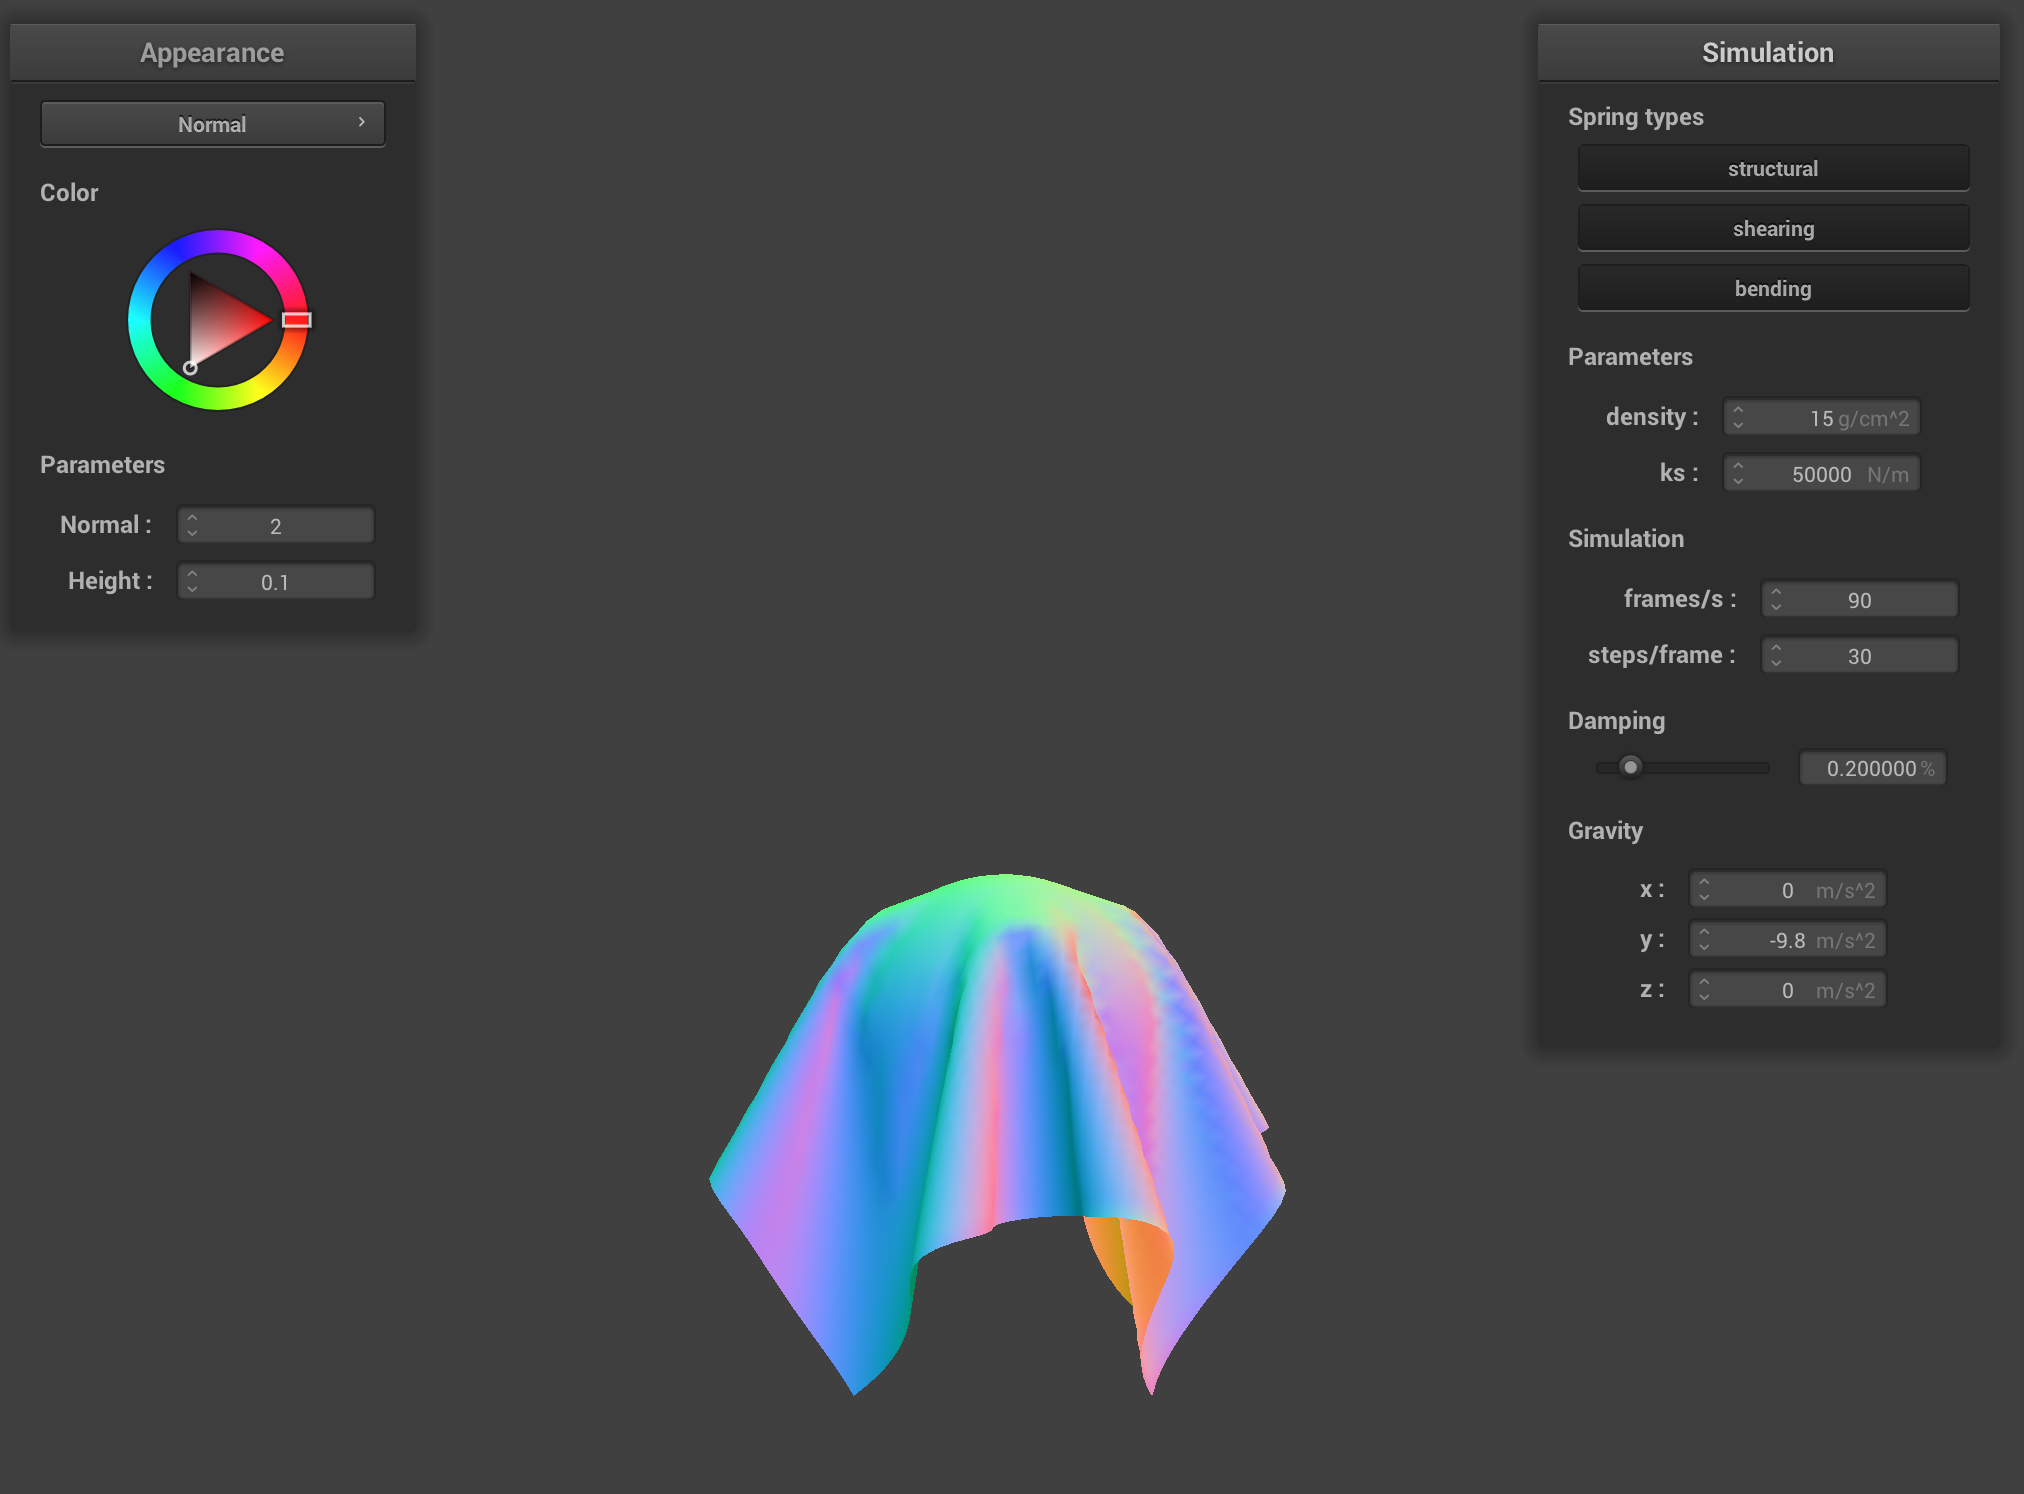 Appearance
Normal
Color
Parameters
Normal : 2
Height : 0.1
Simulation
Spring types
structural
shearing
bending
Parameters
density : 15 g/cm^2
ks : 50000 N/m
Simulation
frames/s : 90
steps/frame : 30
Damping
0.200000 %
Gravity
x : 0 m/s^2
y : -9.8 m/s^2
z : 0 m/s^2